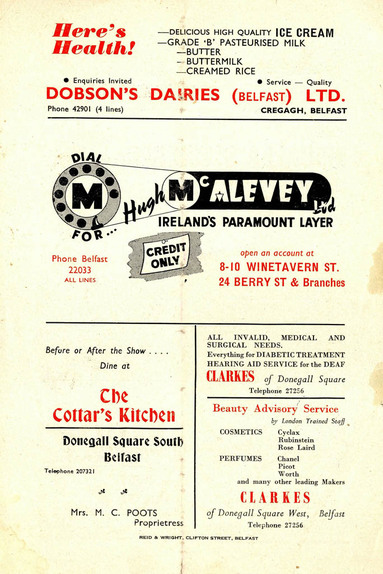 Here's
Health!
—DELICIOUS HIGH QUALITY ICE CREAM
—GRADE 'B' PASTEURISED MILK
—BUTTER
—BUTTERMILK
—CREAMED RICE
● Enquiries Invited
● Service — Quality
DOBSON'S DAIRIES (BELFAST) LTD.
Phone 42901 (4 lines)
CREGAGH, BELFAST
DIAL
M
FOR...
Hugh McALEVEY Ltd
IRELAND'S PARAMOUNT LAYER
CREDIT
ONLY
Phone Belfast
22033
ALL LINES
open an account at
8-10 WINETAVERN ST.
24 BERRY ST & Branches
Before or After the Show . . . .
Dine at
The
Cottar's Kitchen
Donegall Square South
Belfast
Telephone 207321
Mrs. M. C. POOTS
Proprietress
ALL INVALID, MEDICAL AND
SURGICAL NEEDS.
Everything for DIABETIC TREATMENT
HEARING AID SERVICE for the DEAF
CLARKES of Donegall Square
Telephone 27256
Beauty Advisory Service
by London Trained Staff.
COSMETICS Cyclax
Rubinstein
Rose Laird
PERFUMES Chanel
Picot
Worth
and many other leading Makers
CLARKES
of Donegall Square West, Belfast
Telephone 27256
REID & WRIGHT, CLIFTON STREET, BELFAST